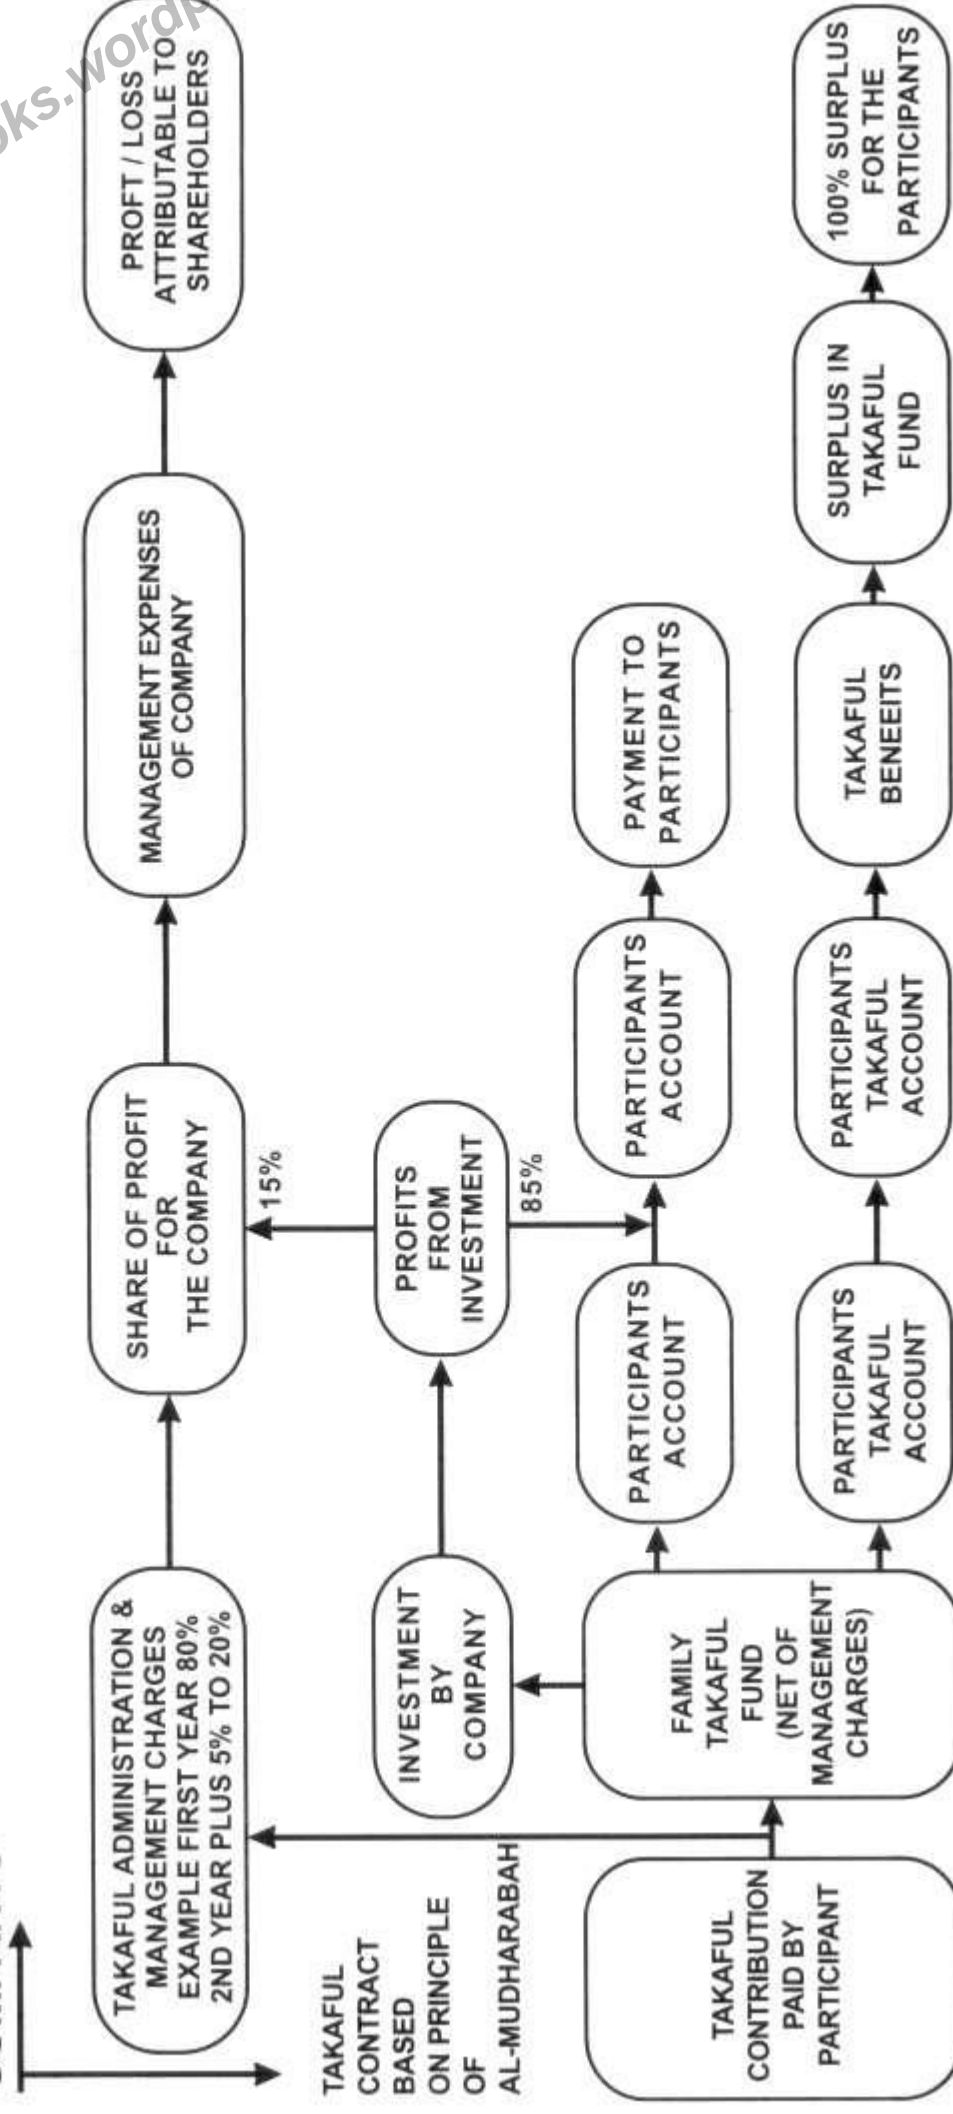 TAKAFUL ADMINISTRATION &
MANAGEMENT CHARGES
EXAMPLE FIRST YEAR 80%
2ND YEAR PLUS 5% TO 20%
SHARE OF PROFIT
FOR
THE COMPANY
MANAGEMENT EXPENSES
OF COMPANY
PROFT / LOSS
ATTRIBUTABLE TO
SHAREHOLDERS
15%
TAKAFUL
CONTRACT
BASED
ON PRINCIPLE
OF
AL-MUDHARABAH
INVESTMENT
BY
COMPANY
PROFITS
FROM
INVESTMENT
85%
PARTICIPANTS
ACCOUNT
PARTICIPANTS
ACCOUNT
PAYMENT TO
PARTICIPANTS
TAKAFUL
CONTRIBUTION
PAID BY
PARTICIPANT
FAMILY
TAKAFUL
FUND
(NET OF
MANAGEMENT
CHARGES)
PARTICIPANTS
TAKAFUL
ACCOUNT
PARTICIPANTS
TAKAFUL
ACCOUNT
TAKAFUL
BENEEITS
SURPLUS IN
TAKAFUL
FUND
100% SURPLUS
FOR THE
PARTICIPANTS